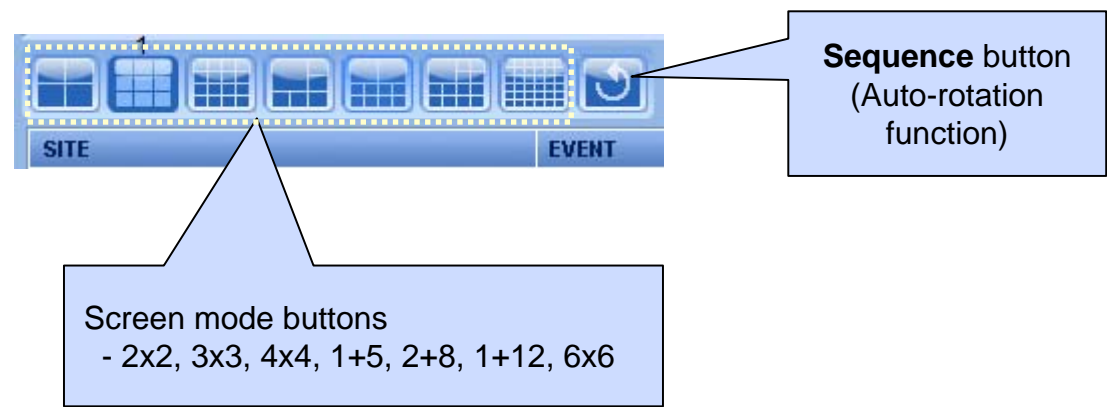 1
Sequence button
(Auto-rotation
function)
SITE EVENT
Screen mode buttons
- 2x2, 3x3, 4x4, 1+5, 2+8, 1+12, 6x6